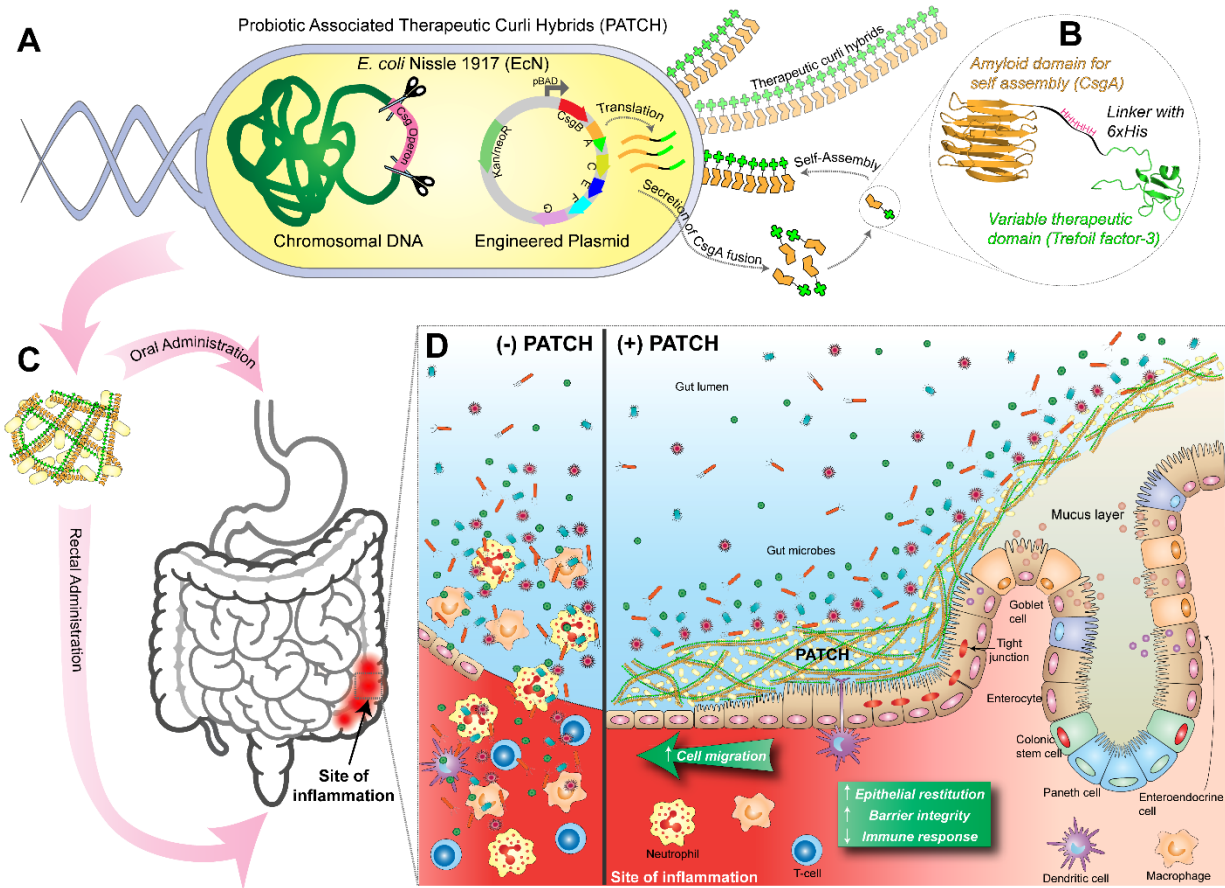 A
Probiotic Associated Therapeutic Curli Hybrids (PATCH)
E. coli Nissle 1917 (EcN)
Csg Operon
Chromosomal DNA
pBAD
CsgB
A
C
E
F
G
Kan/neoR
Engineered Plasmid
Translation
Secretion of CsgA fusion
Self-Assembly
Therapeutic curli hybrids
B
Amyloid domain for
self assembly (CsgA)
HHHHHH
Linker with
6xHis
Variable therapeutic
domain (Trefoil factor-3)
C
Oral Administration
Rectal Administration
Site of
inflammation
D
(-) PATCH
(+) PATCH
Gut lumen
Gut microbes
Mucus layer
PATCH
Goblet
cell
Tight
junction
Enterocyte
Colonic
stem cell
Paneth cell
Enteroendocrine
cell
↑ Cell migration
↑ Epithelial restitution
↑ Barrier integrity
↓ Immune response
Neutrophil
T-cell
Dendritic cell
Macrophage
Site of inflammation